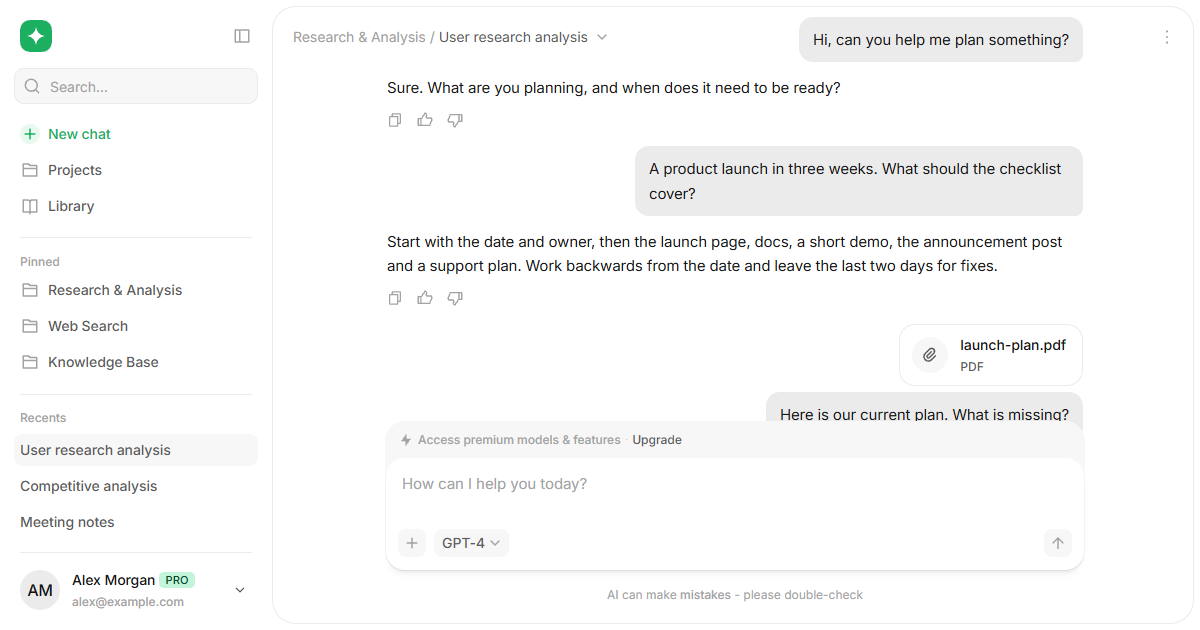 Search...
New chat
Projects
Library
Pinned
Research & Analysis
Web Search
Knowledge Base
Recents
User research analysis
Competitive analysis
Meeting notes
AM
Alex Morgan PRO
alex@example.com
Research & Analysis / User research analysis
Hi, can you help me plan something?
Sure. What are you planning, and when does it need to be ready?
A product launch in three weeks. What should the checklist
cover?
Start with the date and owner, then the launch page, docs, a short demo, the announcement post
and a support plan. Work backwards from the date and leave the last two days for fixes.
launch-plan.pdf
PDF
Here is our current plan. What is missing?
Access premium models & features · Upgrade
How can I help you today?
GPT-4
AI can make mistakes - please double-check